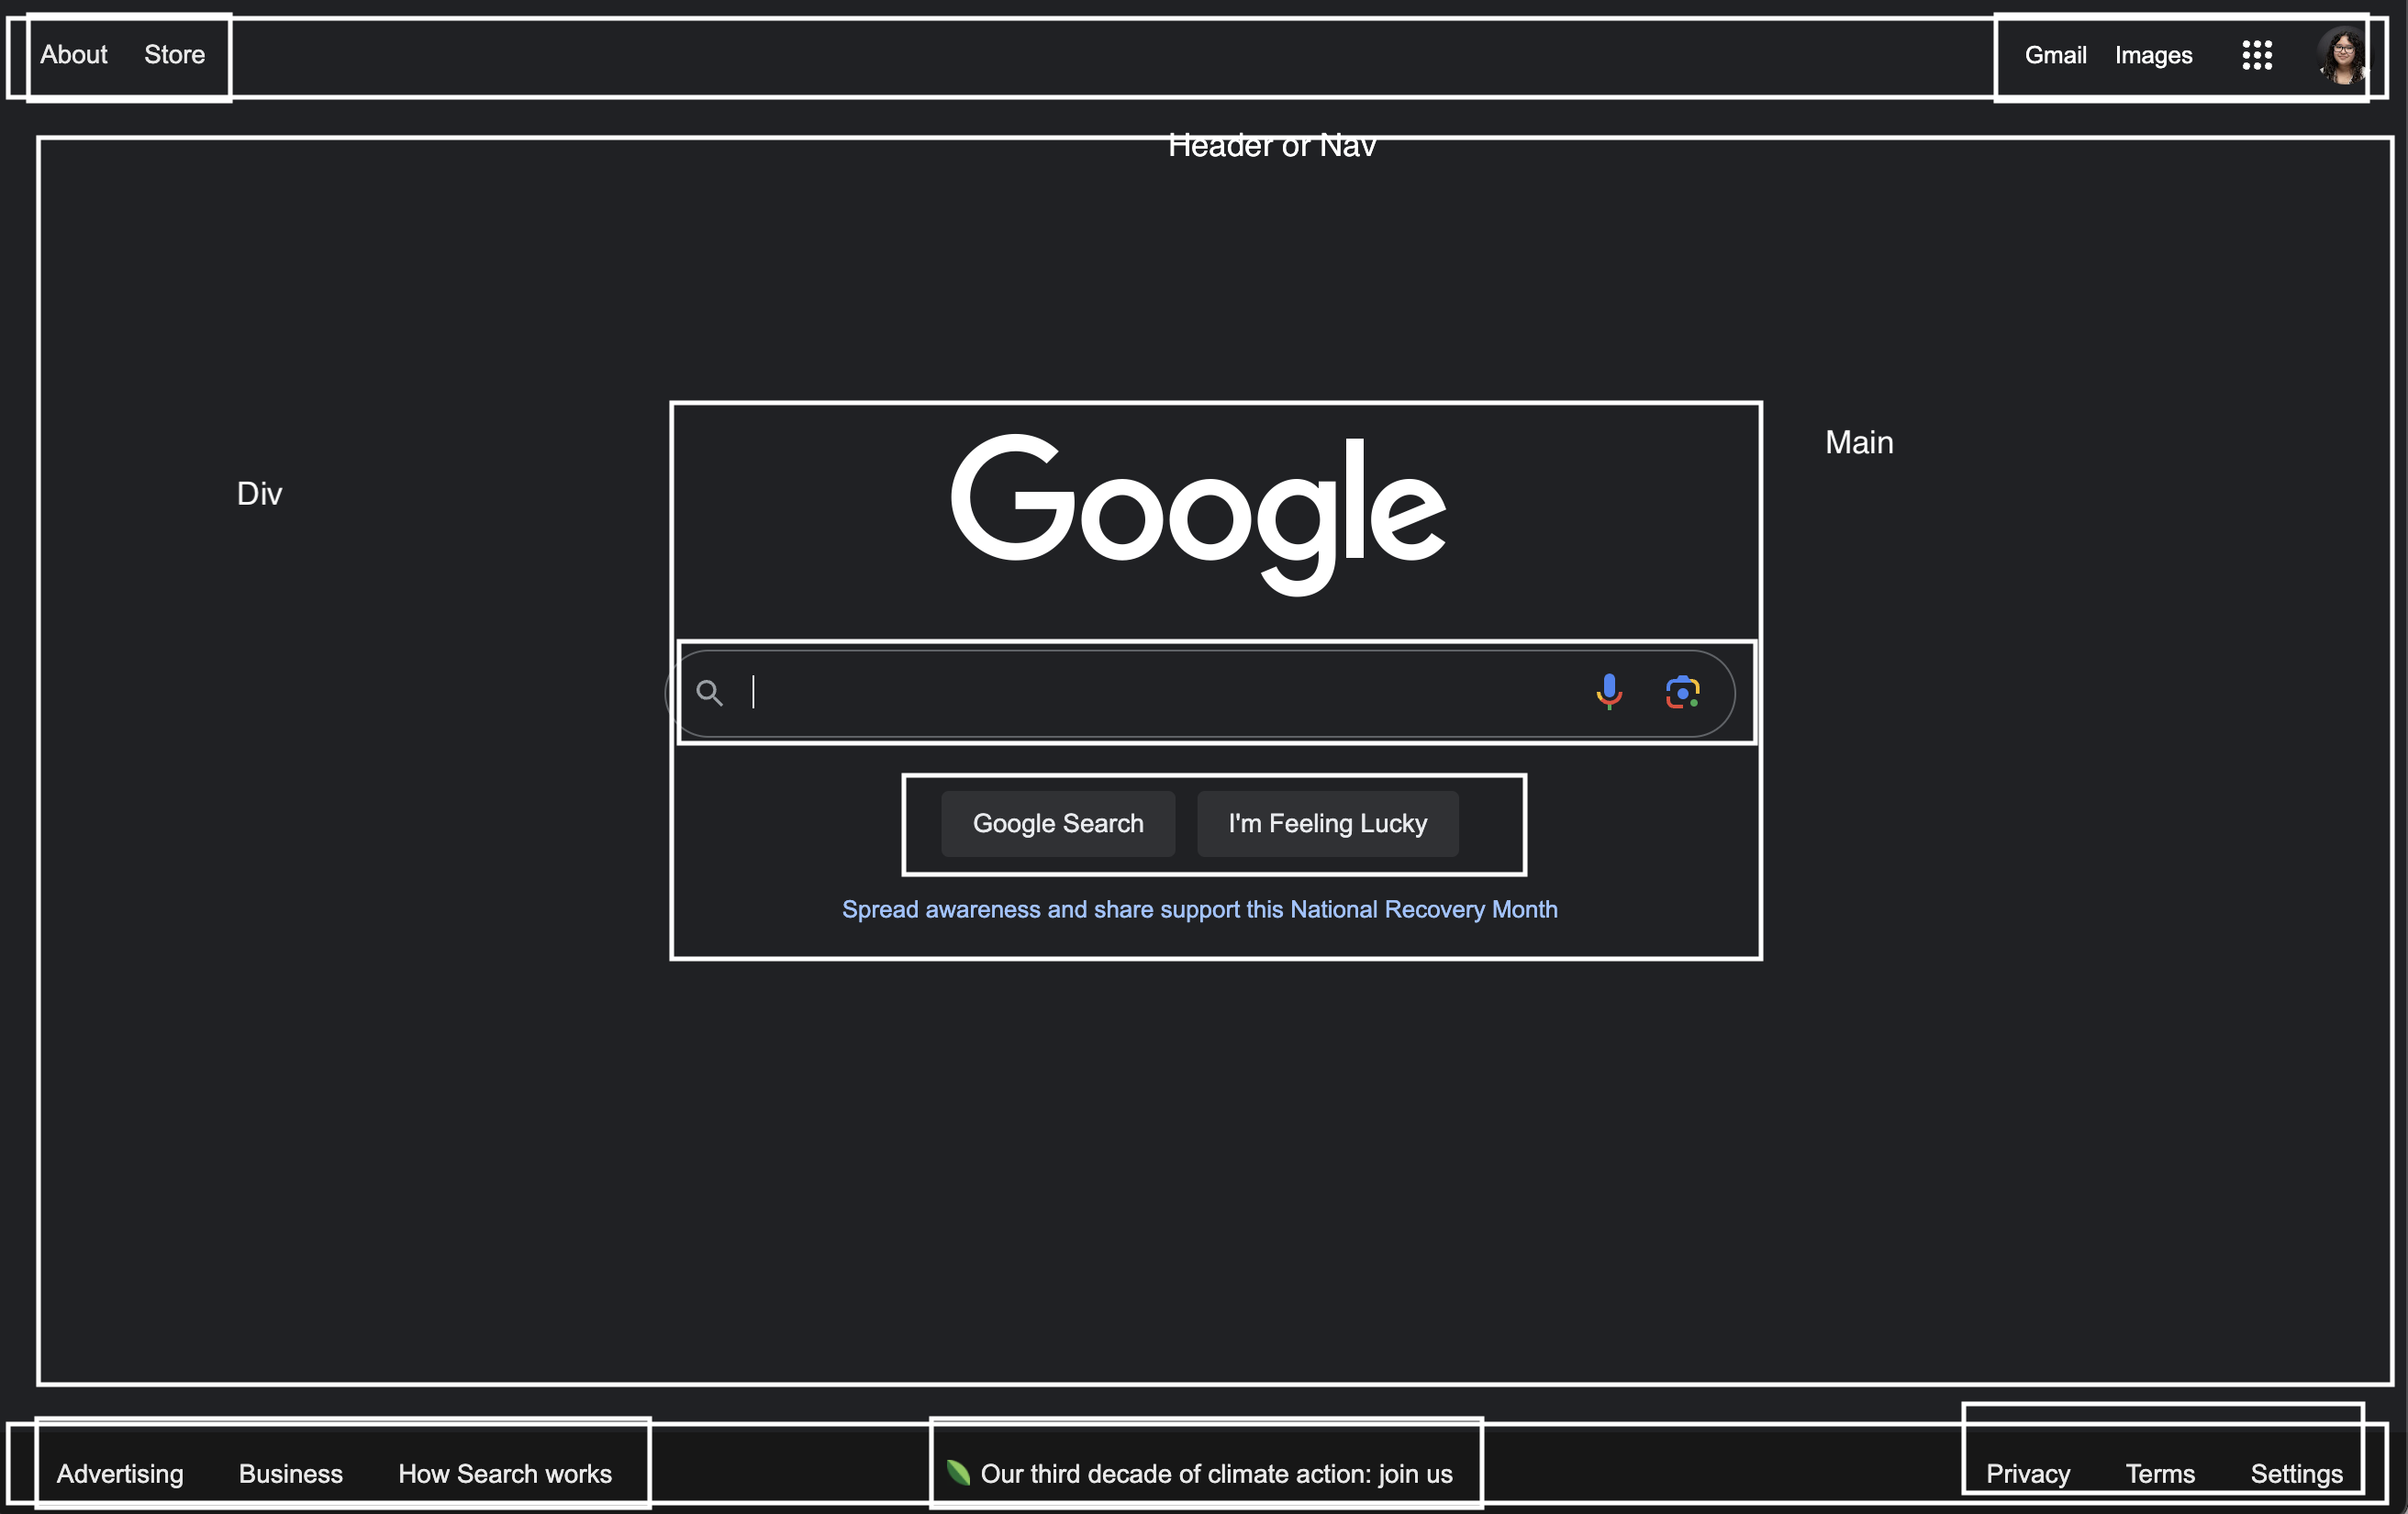 About Store
Gmail Images
Header or Nav
Main
Div
Google
Google Search I'm Feeling Lucky
Spread awareness and share support this National Recovery Month
Advertising Business How Search works
Our third decade of climate action: join us
Privacy Terms Settings